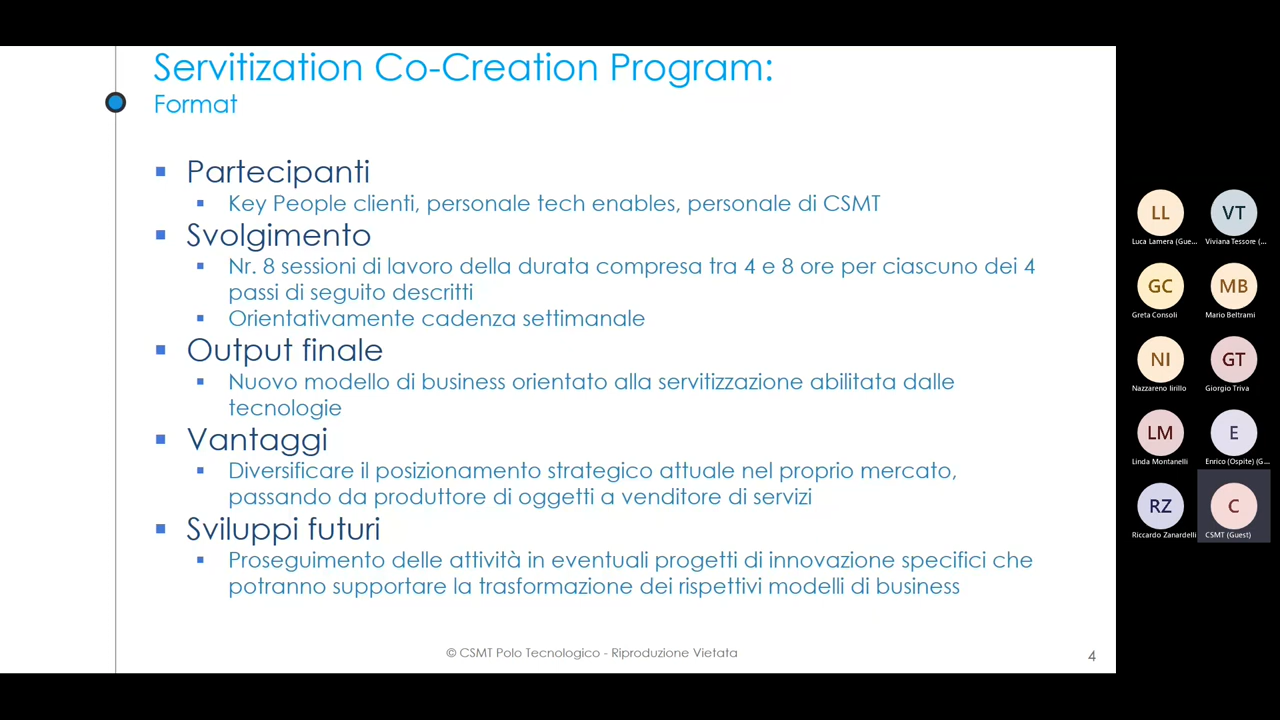 Servitization Co-Creation Program:
Format
Partecipanti
Key People clienti, personale tech enables, personale di CSMT
Svolgimento
Nr. 8 sessioni di lavoro della durata compresa tra 4 e 8 ore per ciascuno dei 4
passi di seguito descritti
Orientativamente cadenza settimanale
Output finale
Nuovo modello di business orientato alla servitizzazione abilitata dalle
tecnologie
Vantaggi
Diversificare il posizionamento strategico attuale nel proprio mercato,
passando da produttore di oggetti a venditore di servizi
Sviluppi futuri
Proseguimento delle attività in eventuali progetti di innovazione specifici che
potranno supportare la trasformazione dei rispettivi modelli di business
© CSMT Polo Tecnologico - Riproduzione Vietata
4
LL
VT
Luca Lamera (Gue...
Viviana Tessore (...
GC
MB
Greta Consoli
Mario Beltrami
NI
GT
Nazzareno Iirillo
Giorgio Triva
LM
E
Linda Montanelli
Enrico (Ospite) (G...
RZ
C
Riccardo Zanardelli
CSMT (Guest)